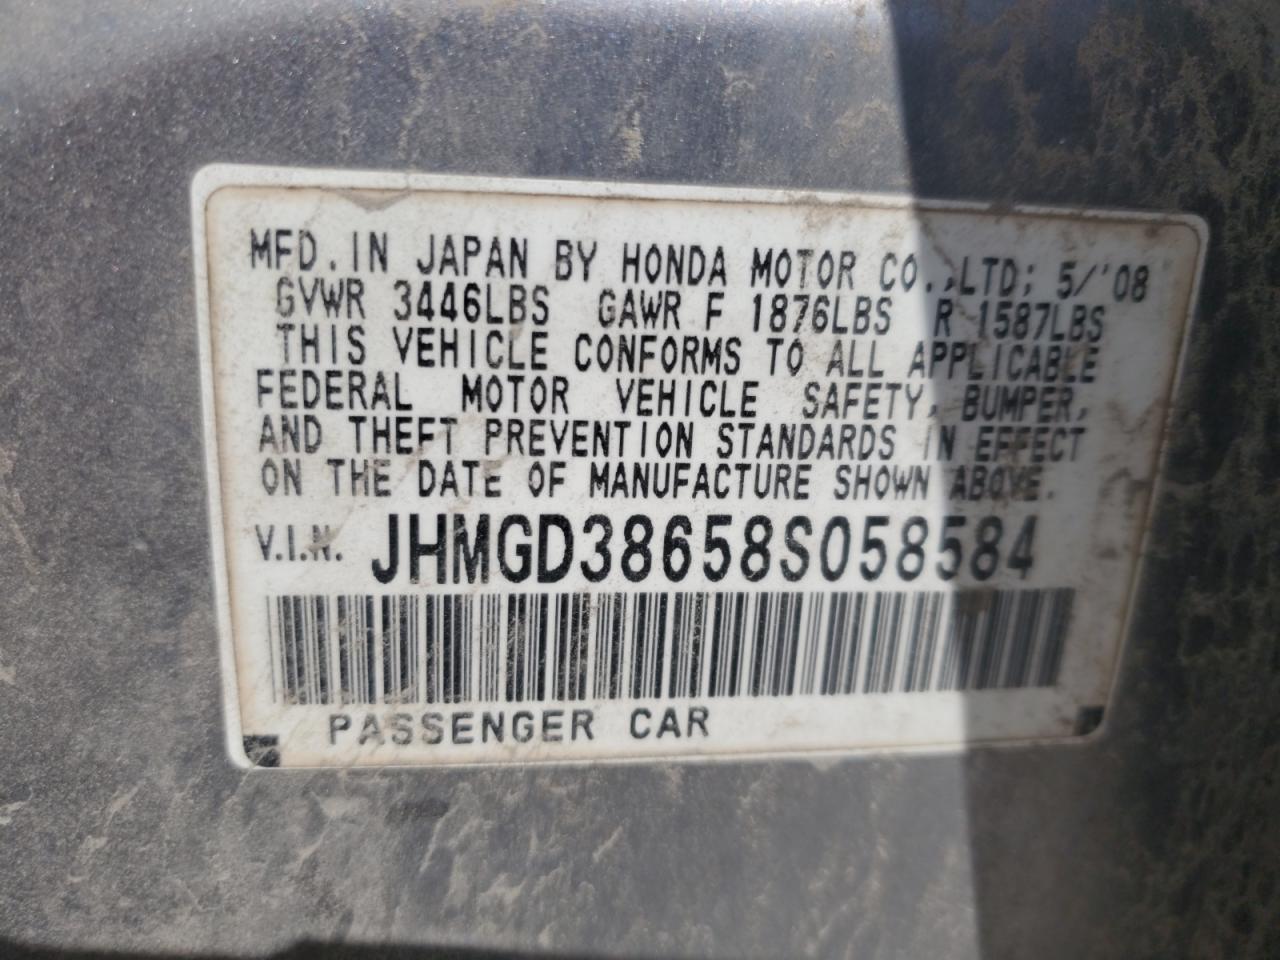 MFD. IN JAPAN BY HONDA MOTOR CO., LTD; 5/'08
GVWR 3446LBS GAWR F 1876LBS R 1587LBS
THIS VEHICLE CONFORMS TO ALL APPLICABLE
FEDERAL MOTOR VEHICLE SAFETY, BUMPER,
AND THEFT PREVENTION STANDARDS IN EFFECT
ON THE DATE OF MANUFACTURE SHOWN ABOVE.
V.I.N. JHMGD38658S058584
PASSENGER CAR